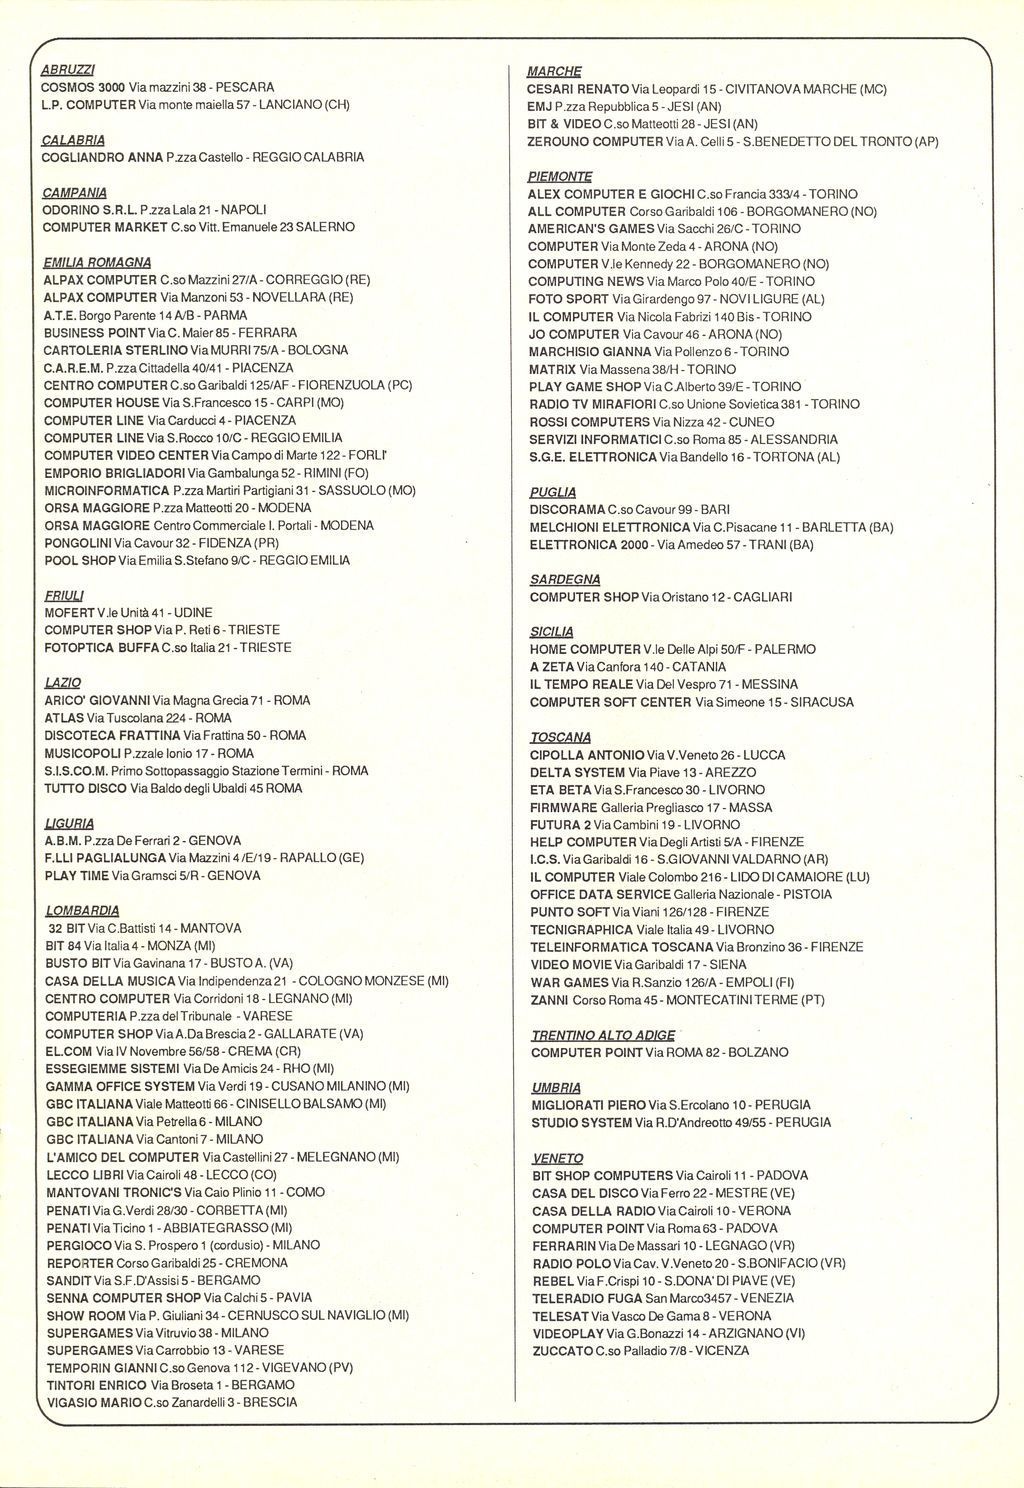 ABRUZZI
COSMOS 3000 Via mazzini 38 - PESCARA
L.P. COMPUTER Via monte maiella 57 - LANCIANO (CH)
CALABRIA
COGLIANDRO ANNA P.zza Castello - REGGIO CALABRIA
CAMPANIA
ODORINO S.R.L. P.zza Lala 21 - NAPOLI
COMPUTER MARKET C.so Vitt. Emanuele 23 SALERNO
EMILIA ROMAGNA
ALPAX COMPUTER C.so Mazzini 27/A - CORREGGIO (RE)
ALPAX COMPUTER Via Manzoni 53 - NOVELLARA (RE)
A.T.E. Borgo Parente 14 A/B - PARMA
BUSINESS POINT Via C. Maier 85 - FERRARA
CARTOLERIA STERLINO Via MURRI 75/A - BOLOGNA
C.A.R.E.M. P.zza Cittadella 40/41 - PIACENZA
CENTRO COMPUTER C.so Garibaldi 125/AF - FIORENZUOLA (PC)
COMPUTER HOUSE Via S.Francesco 15 - CARPI (MO)
COMPUTER LINE Via Carducci 4 - PIACENZA
COMPUTER LINE Via S.Rocco 10/C - REGGIO EMILIA
COMPUTER VIDEO CENTER Via Campo di Marte 122 - FORLI'
EMPORIO BRIGLIADORI Via Gambalunga 52 - RIMINI (FO)
MICROINFORMATICA P.zza Martiri Partigiani 31 - SASSUOLO (MO)
ORSA MAGGIORE P.zza Matteotti 20 - MODENA
ORSA MAGGIORE Centro Commerciale I. Portali - MODENA
PONGOLINI Via Cavour 32 - FIDENZA (PR)
POOL SHOP Via Emilia S.Stefano 9/C - REGGIO EMILIA
FRIULI
MOFERT V.le Unità 41 - UDINE
COMPUTER SHOP Via P. Reti 6 - TRIESTE
FOTOPTICA BUFFA C.so Italia 21 - TRIESTE
LAZIO
ARICO' GIOVANNI Via Magna Grecia 71 - ROMA
ATLAS Via Tuscolana 224 - ROMA
DISCOTECA FRATTINA Via Frattina 50 - ROMA
MUSICOPOLI P.zzale Ionio 17 - ROMA
S.I.S.CO.M. Primo Sottopassaggio Stazione Termini - ROMA
TUTTO DISCO Via Baldo degli Ubaldi 45 ROMA
LIGURIA
A.B.M. P.zza De Ferrari 2 - GENOVA
F.LLI PAGLIALUNGA Via Mazzini 4 /E/19 - RAPALLO (GE)
PLAY TIME Via Gramsci 5/R - GENOVA
LOMBARDIA
32 BIT Via C.Battisti 14 - MANTOVA
BIT 84 Via Italia 4 - MONZA (MI)
BUSTO BIT Via Gavinana 17 - BUSTO A. (VA)
CASA DELLA MUSICA Via Indipendenza 21 - COLOGNO MONZESE (MI)
CENTRO COMPUTER Via Corridoni 18 - LEGNANO (MI)
COMPUTERIA P.zza del Tribunale - VARESE
COMPUTER SHOP Via A.Da Brescia 2 - GALLARATE (VA)
EL.COM Via IV Novembre 56/58 - CREMA (CR)
ESSEGIEMME SISTEMI Via De Amicis 24 - RHO (MI)
GAMMA OFFICE SYSTEM Via Verdi 19 - CUSANO MILANINO (MI)
GBC ITALIANA Viale Matteotti 66 - CINISELLO BALSAMO (MI)
GBC ITALIANA Via Petrella 6 - MILANO
GBC ITALIANA Via Cantoni 7 - MILANO
L'AMICO DEL COMPUTER Via Castellini 27 - MELEGNANO (MI)
LECCO LIBRI Via Cairoli 48 - LECCO (CO)
MANTOVANI TRONIC'S Via Caio Plinio 11 - COMO
PENATI Via G.Verdi 28/30 - CORBETTA (MI)
PENATI Via Ticino 1 - ABBIATEGRASSO (MI)
PERGIOCO Via S. Prospero 1 (cordusio) - MILANO
REPORTER Corso Garibaldi 25 - CREMONA
SANDIT Via S.F.D'Assisi 5 - BERGAMO
SENNA COMPUTER SHOP Via Calchi 5 - PAVIA
SHOW ROOM Via P. Giuliani 34 - CERNUSCO SUL NAVIGLIO (MI)
SUPERGAMES Via Vitruvio 38 - MILANO
SUPERGAMES Via Carrobbio 13 - VARESE
TEMPORIN GIANNI C.so Genova 112 - VIGEVANO (PV)
TINTORI ENRICO Via Broseta 1 - BERGAMO
VIGASIO MARIO C.so Zanardelli 3 - BRESCIA
MARCHE
CESARI RENATO Via Leopardi 15 - CIVITANOVA MARCHE (MC)
EMJ P.zza Repubblica 5 - JESI (AN)
BIT & VIDEO C.so Matteotti 28 - JESI (AN)
ZEROUNO COMPUTER Via A. Celli 5 - S.BENEDETTO DEL TRONTO (AP)
PIEMONTE
ALEX COMPUTER E GIOCHI C.so Francia 333/4 - TORINO
ALL COMPUTER Corso Garibaldi 106 - BORGOMANERO (NO)
AMERICAN'S GAMES Via Sacchi 26/C - TORINO
COMPUTER Via Monte Zeda 4 - ARONA (NO)
COMPUTER V.le Kennedy 22 - BORGOMANERO (NO)
COMPUTING NEWS Via Marco Polo 40/E - TORINO
FOTO SPORT Via Girardengo 97 - NOVI LIGURE (AL)
IL COMPUTER Via Nicola Fabrizi 140 Bis - TORINO
JO COMPUTER Via Cavour 46 - ARONA (NO)
MARCHISIO GIANNA Via Pollenzo 6 - TORINO
MATRIX Via Massena 38/H - TORINO
PLAY GAME SHOP Via C.Alberto 39/E - TORINO
RADIO TV MIRAFIORI C.so Unione Sovietica 381 - TORINO
ROSSI COMPUTERS Via Nizza 42 - CUNEO
SERVIZI INFORMATICI C.so Roma 85 - ALESSANDRIA
S.G.E. ELETTRONICA Via Bandello 16 - TORTONA (AL)
PUGLIA
DISCORAMA C.so Cavour 99 - BARI
MELCHIONI ELETTRONICA Via C.Pisacane 11 - BARLETTA (BA)
ELETTRONICA 2000 - Via Amedeo 57 - TRANI (BA)
SARDEGNA
COMPUTER SHOP Via Oristano 12 - CAGLIARI
SICILIA
HOME COMPUTER V.le Delle Alpi 50/F - PALERMO
A ZETA Via Canfora 140 - CATANIA
IL TEMPO REALE Via Del Vespro 71 - MESSINA
COMPUTER SOFT CENTER Via Simeone 15 - SIRACUSA
TOSCANA
CIPOLLA ANTONIO Via V.Veneto 26 - LUCCA
DELTA SYSTEM Via Piave 13 - AREZZO
ETA BETA Via S.Francesco 30 - LIVORNO
FIRMWARE Galleria Pregliasco 17 - MASSA
FUTURA 2 Via Cambini 19 - LIVORNO
HELP COMPUTER Via Degli Artisti 5/A - FIRENZE
I.C.S. Via Garibaldi 16 - S.GIOVANNI VALDARNO (AR)
IL COMPUTER Viale Colombo 216 - LIDO DI CAMAIORE (LU)
OFFICE DATA SERVICE Galleria Nazionale - PISTOIA
PUNTO SOFT Via Viani 126/128 - FIRENZE
TECNIGRAPHICA Viale Italia 49 - LIVORNO
TELEINFORMATICA TOSCANA Via Bronzino 36 - FIRENZE
VIDEO MOVIE Via Garibaldi 17 - SIENA
WAR GAMES Via R.Sanzio 126/A - EMPOLI (FI)
ZANNI Corso Roma 45 - MONTECATINI TERME (PT)
TRENTINO ALTO ADIGE
COMPUTER POINT Via ROMA 82 - BOLZANO
UMBRIA
MIGLIORATI PIERO Via S.Ercolano 10 - PERUGIA
STUDIO SYSTEM Via R.D'Andreotto 49/55 - PERUGIA
VENETO
BIT SHOP COMPUTERS Via Cairoli 11 - PADOVA
CASA DEL DISCO Via Ferro 22 - MESTRE (VE)
CASA DELLA RADIO Via Cairoli 10 - VERONA
COMPUTER POINT Via Roma 63 - PADOVA
FERRARIN Via De Massari 10 - LEGNAGO (VR)
RADIO POLO Via Cav. V.Veneto 20 - S.BONIFACIO (VR)
REBEL Via F.Crispi 10 - S.DONA' DI PIAVE (VE)
TELERADIO FUGA San Marco3457 - VENEZIA
TELESAT Via Vasco De Gama 8 - VERONA
VIDEOPLAY Via G.Bonazzi 14 - ARZIGNANO (VI)
ZUCCATO C.so Palladio 7/8 - VICENZA